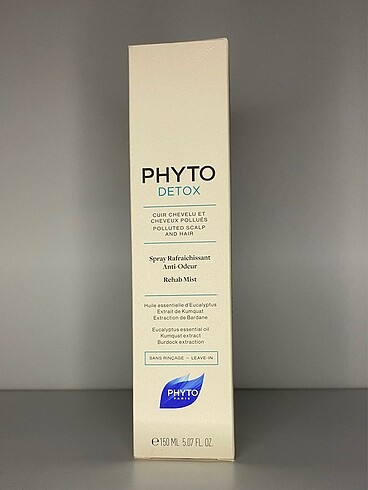 PHYTO
DETOX
CUIR CHEVELU ET
CHEVEUX POLLUÉS
POLLUTED SCALP
AND HAIR
Spray Rafraîchissant
Anti-Odeur
Rehab Mist
Huile essentielle d'Eucalyptus
Extrait de Kumquat
Extraction de Bardane
Eucalyptus essential oil
Kumquat extract
Burdock extraction
SANS RINÇAGE – LEAVE-IN
PHYTO
PARIS
℮150 ML 5.07 FL. OZ.